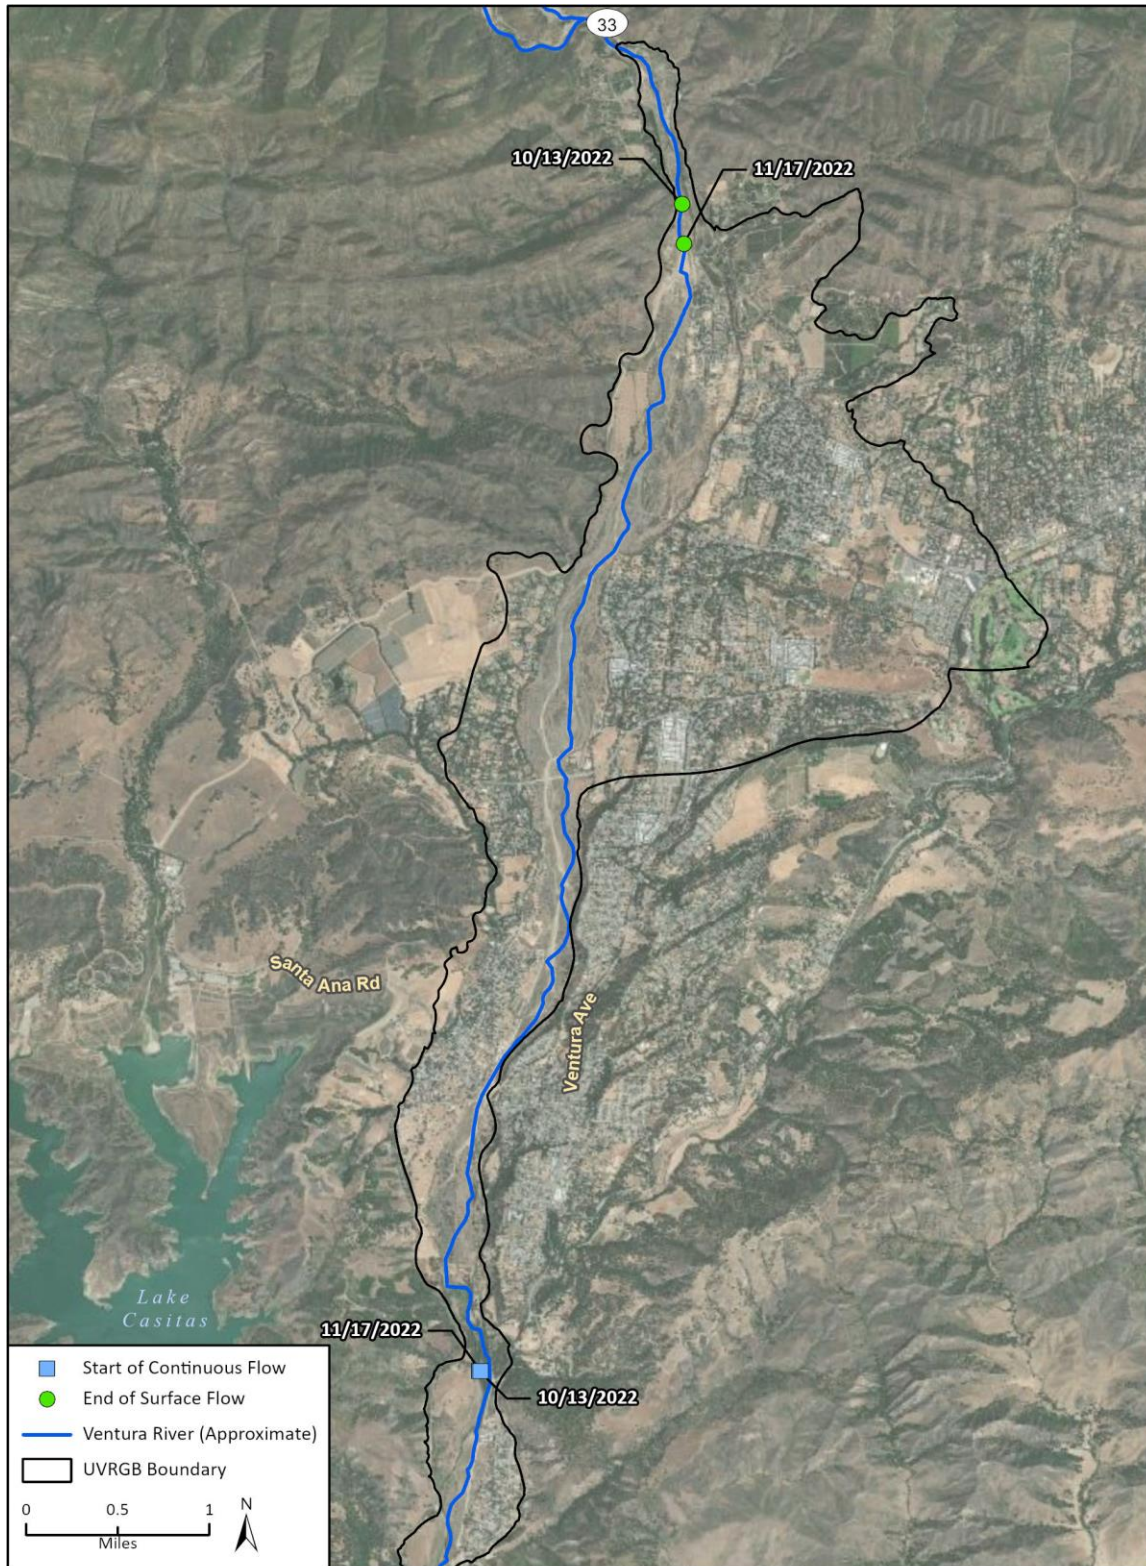 33
10/13/2022
11/17/2022
Santa Ana Rd
Ventura Ave
Lake
Casitas
11/17/2022
10/13/2022
Start of Continuous Flow
End of Surface Flow
Ventura River (Approximate)
UVRGB Boundary
0 0.5 1
Miles
N